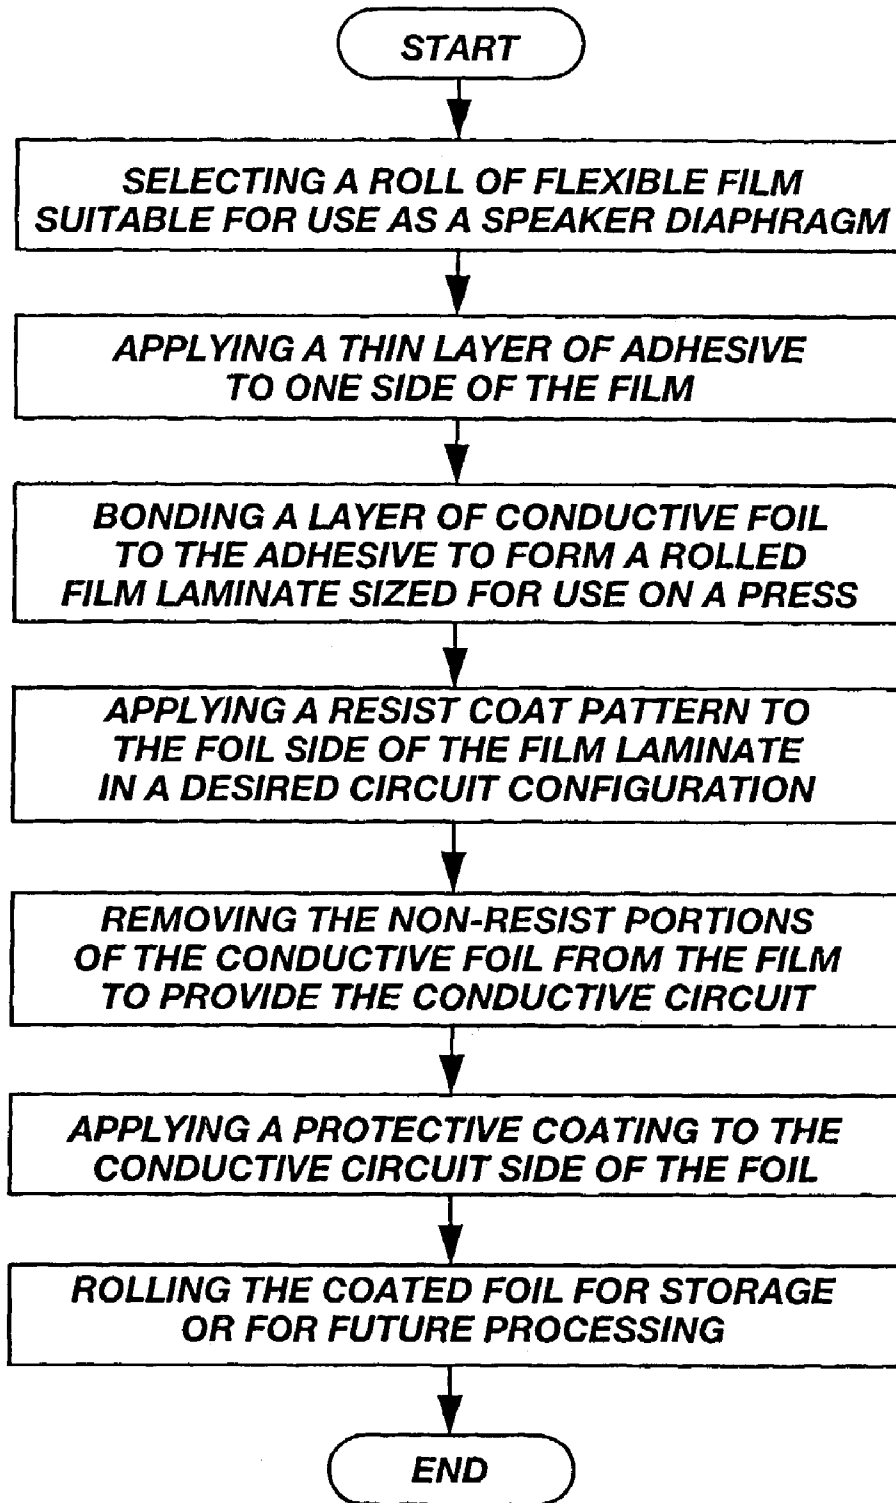 START
SELECTING A ROLL OF FLEXIBLE FILM
SUITABLE FOR USE AS A SPEAKER DIAPHRAGM
APPLYING A THIN LAYER OF ADHESIVE
TO ONE SIDE OF THE FILM
BONDING A LAYER OF CONDUCTIVE FOIL
TO THE ADHESIVE TO FORM A ROLLED
FILM LAMINATE SIZED FOR USE ON A PRESS
APPLYING A RESIST COAT PATTERN TO
THE FOIL SIDE OF THE FILM LAMINATE
IN A DESIRED CIRCUIT CONFIGURATION
REMOVING THE NON-RESIST PORTIONS
OF THE CONDUCTIVE FOIL FROM THE FILM
TO PROVIDE THE CONDUCTIVE CIRCUIT
APPLYING A PROTECTIVE COATING TO THE
CONDUCTIVE CIRCUIT SIDE OF THE FOIL
ROLLING THE COATED FOIL FOR STORAGE
OR FOR FUTURE PROCESSING
END